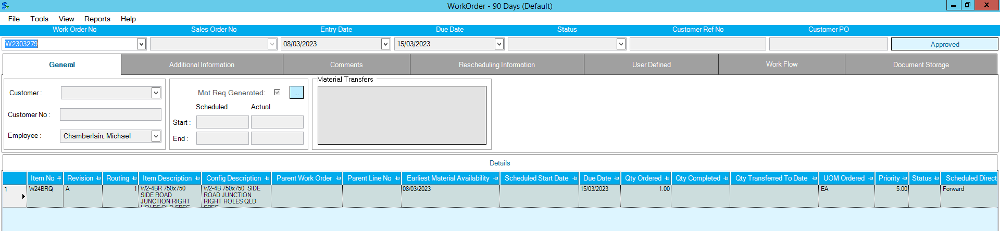 WorkOrder - 90 Days (Default)
File Tools View Reports Help
Work Order No Sales Order No Entry Date Due Date Status Customer Ref No Customer PO
W2303279 08/03/2023 15/03/2023 Approved
General Additional Information Comments Rescheduling Information User Defined Work Flow Document Storage
Customer :
Customer No :
Employee : Chamberlain, Michael
Mat Req Generated: ...
Scheduled Actual
Start :
End :
Material Transfers
Details
Item No Revision Routing Item Description Config Description Parent Work Order Parent Line No Earliest Material Availability Scheduled Start Date Due Date Qty Ordered Qty Completed Qty Transferred To Date UOM Ordered Priority Status Scheduled Direct
1 W24BRQ A 1 W2-4BR 750x750 W2-4B 750x750 SIDE 08/03/2023 15/03/2023 1.00 EA 5.00 Forward
SIDE ROAD ROAD JUNCTION
JUNCTION RIGHT RIGHT HOLES QLD
HOLES QLD SPEC SPEC